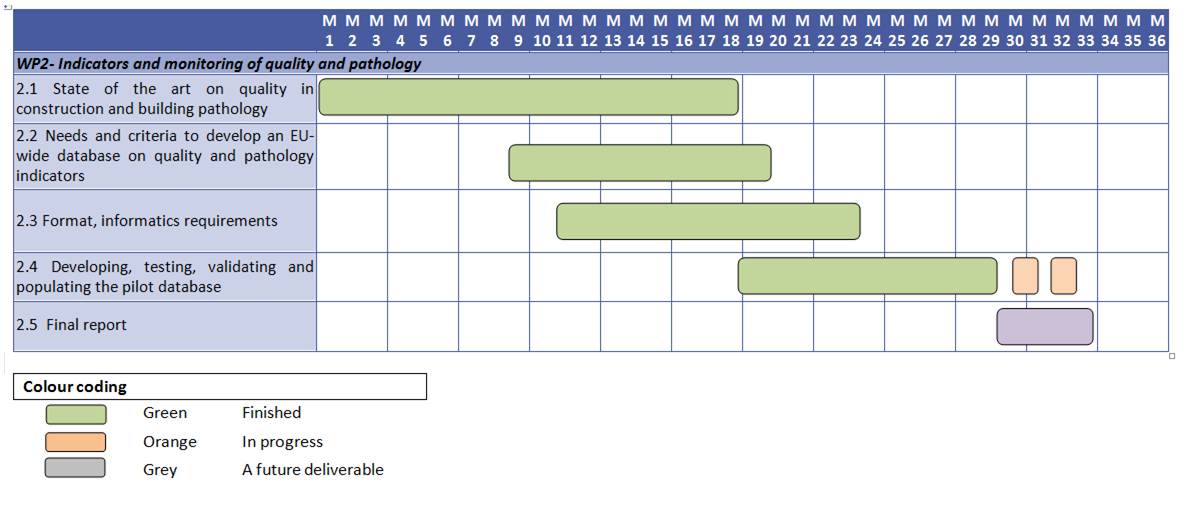 M M M M M M M M M M M M M M M M M M M M M M M M M M M M M M M M M M M M
1 2 3 4 5 6 7 8 9 10 11 12 13 14 15 16 17 18 19 20 21 22 23 24 25 26 27 28 29 30 31 32 33 34 35 36
WP2- Indicators and monitoring of quality and pathology
2.1 State of the art on quality in
construction and building pathology
2.2 Needs and criteria to develop an EU-
wide database on quality and pathology
indicators
2.3 Format, informatics requirements
2.4 Developing, testing, validating and
populating the pilot database
2.5 Final report
Colour coding
Green Finished
Orange In progress
Grey A future deliverable